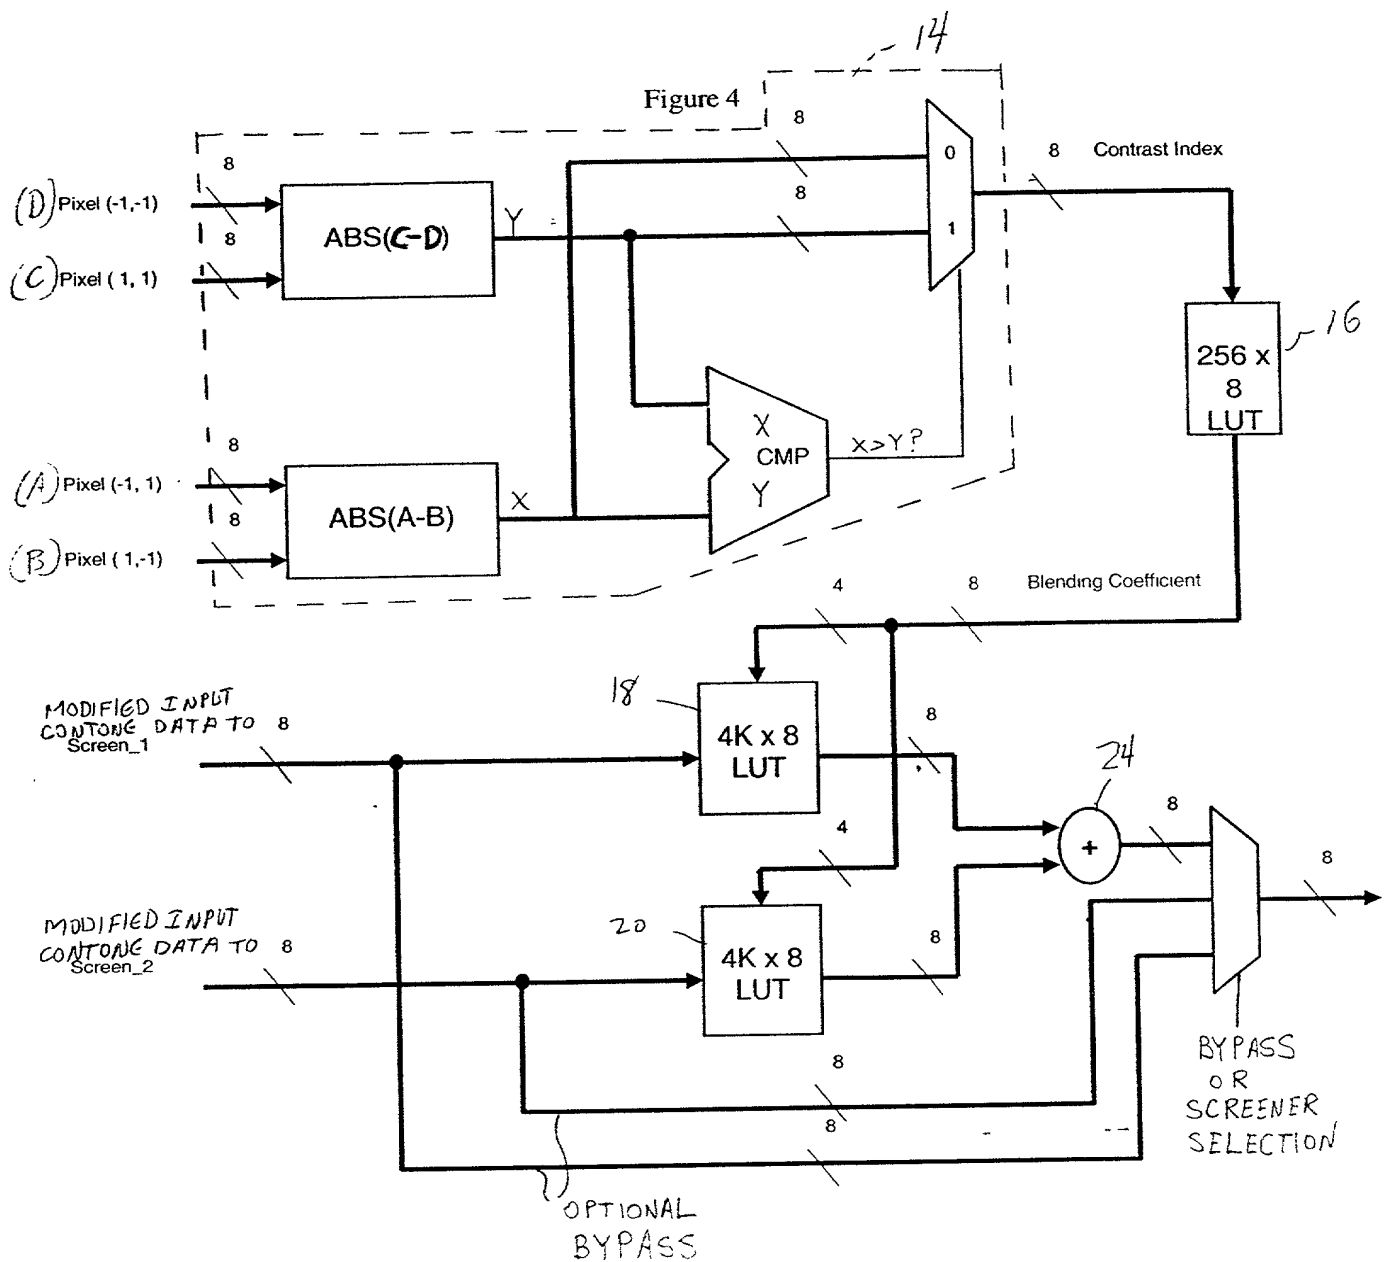 14
Figure 4
8
8
0
8 Contrast Index
(D) Pixel (-1,-1)
8
ABS(C-D)
Y
8
1
(C) Pixel ( 1, 1)
8
16
256 x
8
LUT
X
CMP
Y
X>Y?
(A) Pixel (-1, 1)
8
ABS(A-B)
X
(B) Pixel ( 1,-1)
8
4
8
Blending Coefficient
18
MODIFIED INPUT
CONTONE DATA TO
Screen_1
8
4K x 8
LUT
8
24
4
+
8
8
MODIFIED INPUT
CONTONE DATA TO
Screen_2
8
20
4K x 8
LUT
8
8
8
BYPASS
OR
SCREENER
SELECTION
OPTIONAL
BYPASS